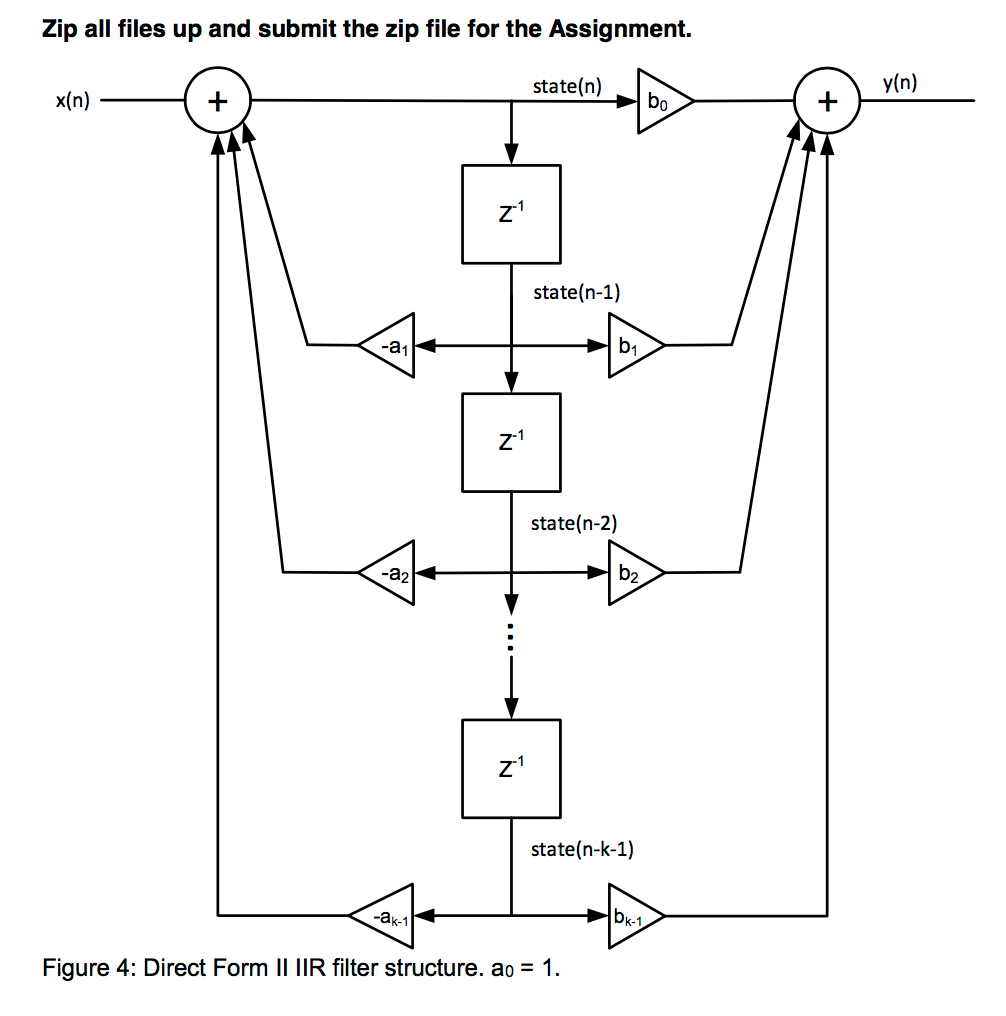 Zip all files up and submit the zip file for the Assignment.
x(n) + state(n) b₀ + y(n)
Z⁻¹
state(n-1)
-a₁ b₁
Z⁻¹
state(n-2)
-a₂ b₂
⋮
Z⁻¹
state(n-k-1)
-aₖ₋₁ bₖ₋₁
Figure 4: Direct Form II IIR filter structure. a₀ = 1.